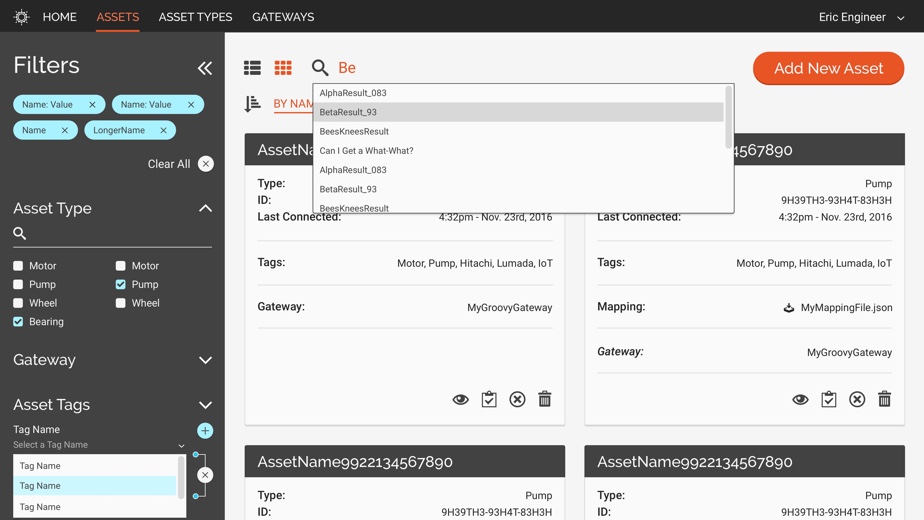 HOME ASSETS ASSET TYPES GATEWAYS Eric Engineer
Filters
Name: Value
Name: Value
Name
LongerName
Clear All
Asset Type
Motor Motor
Pump Pump
Wheel Wheel
Bearing
Gateway
Asset Tags
Tag Name
Select a Tag Name
Tag Name
Tag Name
Tag Name
Be
Add New Asset
BY NAM
AlphaResult_083
BetaResult_93
BeesKneesResult
Can I Get a What-What?
AlphaResult_083
BetaResult_93
BeesKneesResult
AssetName
Type:
ID:
Last Connected: 4:32pm - Nov. 23rd, 2016
Tags: Motor, Pump, Hitachi, Lumada, IoT
Gateway: MyGroovyGateway
4567890
Pump
9H39TH3-93H4T-83H3H
4:32pm - Nov. 23rd, 2016
Tags: Motor, Pump, Hitachi, Lumada, IoT
Mapping: MyMappingFile.json
Gateway: MyGroovyGateway
AssetName9922134567890
Type: Pump
ID: 9H39TH3-93H4T-83H3H
AssetName9922134567890
Type: Pump
ID: 9H39TH3-93H4T-83H3H